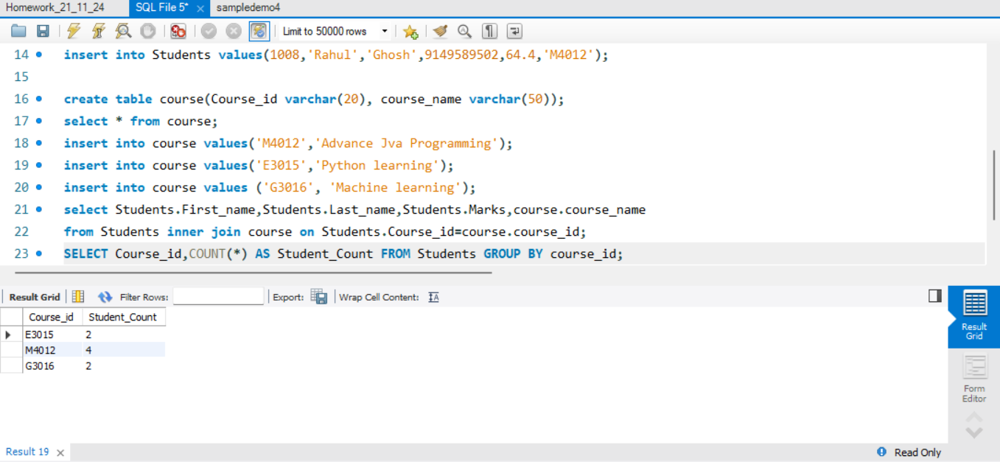 Homework_21_11_24 SQL File 5* sampledemo4
Limit to 50000 rows
14 insert into Students values(1008,'Rahul','Ghosh',9149589502,64.4,'M4012');
15
16 create table course(Course_id varchar(20), course_name varchar(50));
17 select * from course;
18 insert into course values('M4012','Advance Jva Programming');
19 insert into course values('E3015','Python learning');
20 insert into course values ('G3016', 'Machine learning');
21 select Students.First_name,Students.Last_name,Students.Marks,course.course_name
22 from Students inner join course on Students.Course_id=course.course_id;
23 SELECT Course_id,COUNT(*) AS Student_Count FROM Students GROUP BY course_id;
Result Grid Filter Rows: Export: Wrap Cell Content:
Course_id Student_Count
E3015 2
M4012 4
G3016 2
Result
Grid
Form
Editor
Result 19 Read Only